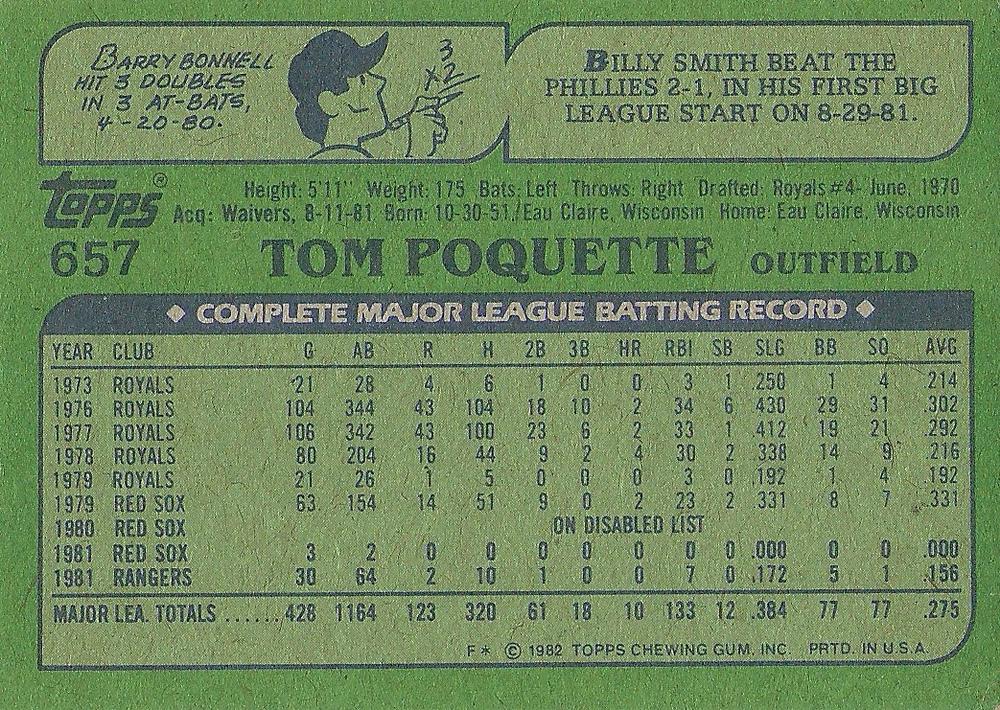 BARRY BONNELL
HIT 3 DOUBLES
IN 3 AT-BATS,
4-20-80.
3
x2
BILLY SMITH BEAT THE
PHILLIES 2-1, IN HIS FIRST BIG
LEAGUE START ON 8-29-81.
Topps®
Height: 5'11" Weight: 175 Bats: Left Throws: Right Drafted: Royals #4- June, 1970
Acq: Waivers, 8-11-81 Born: 10-30-51/Eau Claire, Wisconsin Home: Eau Claire, Wisconsin
657 TOM POQUETTE OUTFIELD
◆ COMPLETE MAJOR LEAGUE BATTING RECORD ◆
YEAR CLUB G AB R H 2B 3B HR RBI SB SLG BB SO AVG
1973 ROYALS 21 28 4 6 1 0 0 3 1 .250 1 4 .214
1976 ROYALS 104 344 43 104 18 10 2 34 6 .430 29 31 .302
1977 ROYALS 106 342 43 100 23 6 2 33 1 .412 19 21 .292
1978 ROYALS 80 204 16 44 9 2 4 30 2 .338 14 9 .216
1979 ROYALS 21 26 1 5 0 0 0 3 0 .192 1 4 .192
1979 RED SOX 63 154 14 51 9 0 2 23 2 .331 8 7 .331
1980 RED SOX ON DISABLED LIST
1981 RED SOX 3 2 0 0 0 0 0 0 0 .000 0 0 .000
1981 RANGERS 30 64 2 10 1 0 0 7 0 .172 5 1 .156
MAJOR LEA. TOTALS ......428 1164 123 320 61 18 10 133 12 .384 77 77 .275
F* © 1982 TOPPS CHEWING GUM. INC. PRTD. IN U.S.A.